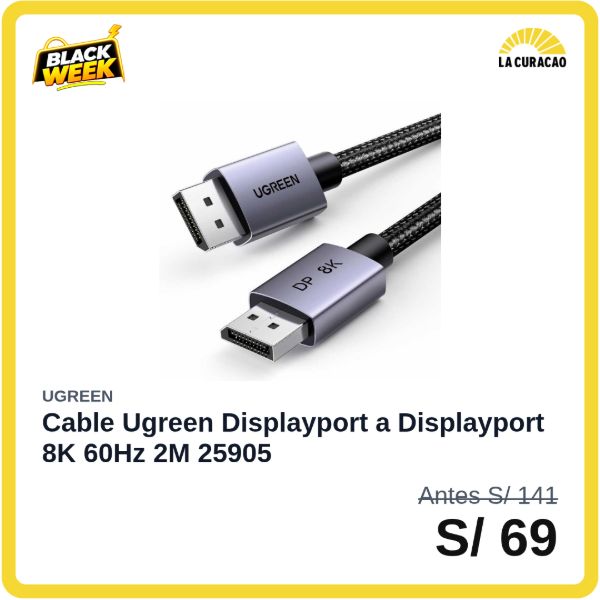 BLACK
WEEK
LA CURACAO
UGREEN
DP 8K
UGREEN
Cable Ugreen Displayport a Displayport
8K 60Hz 2M 25905
Antes S/ 141
S/ 69